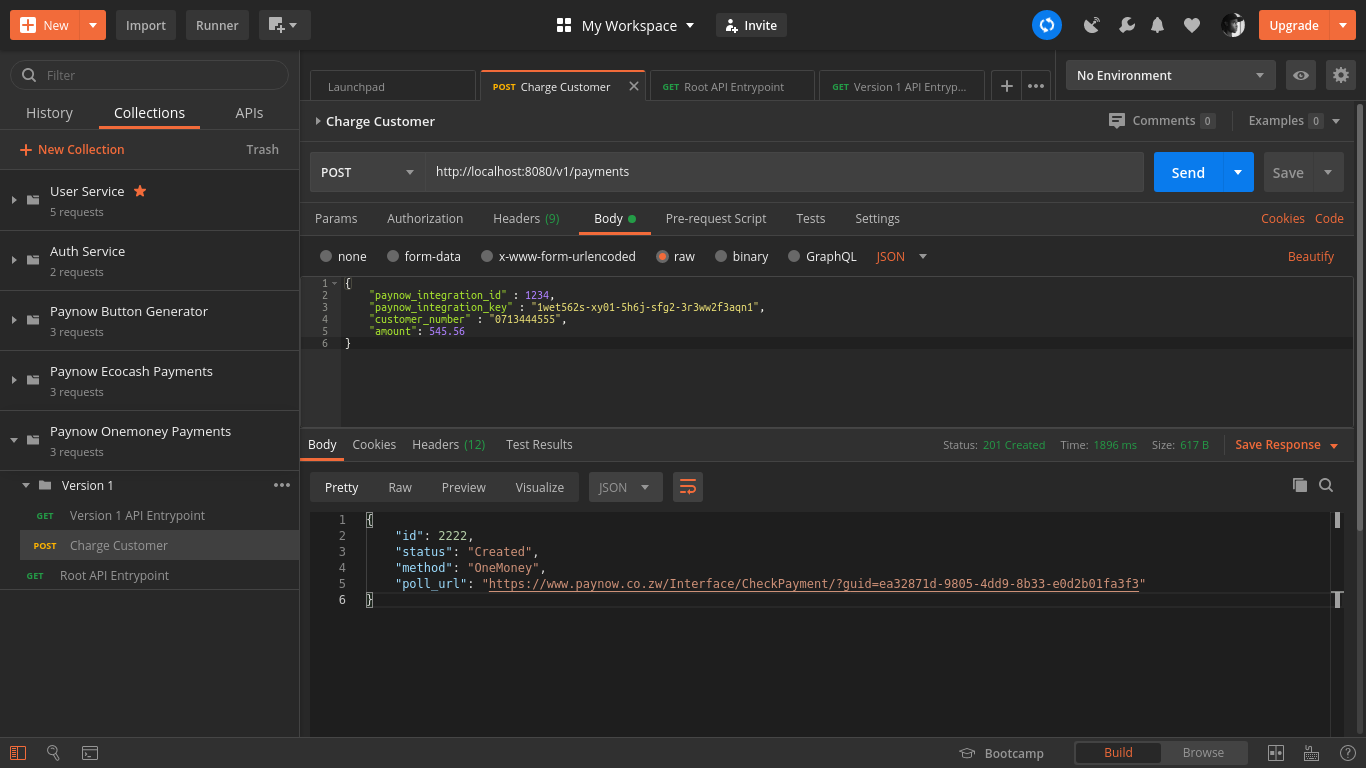 New Import Runner My Workspace Invite Upgrade
Filter
History Collections APIs
New Collection Trash
User Service
5 requests
Auth Service
2 requests
Paynow Button Generator
3 requests
Paynow Ecocash Payments
3 requests
Paynow Onemoney Payments
3 requests
Version 1
GET Version 1 API Entrypoint
POST Charge Customer
GET Root API Entrypoint
Launchpad POST Charge Customer GET Root API Entrypoint GET Version 1 API Entryp... No Environment
Charge Customer Comments 0 Examples 0
POST http://localhost:8080/v1/payments Send Save
Params Authorization Headers (9) Body Pre-request Script Tests Settings Cookies Code
none form-data x-www-form-urlencoded raw binary GraphQL JSON Beautify
1 {
2 "paynow_integration_id" : 1234,
3 "paynow_integration_key" : "1wet562s-xy01-5h6j-sfg2-3r3ww2f3aqn1",
4 "customer_number" : "0713444555",
5 "amount": 545.56
6 }
Body Cookies Headers (12) Test Results Status: 201 Created Time: 1896 ms Size: 617 B Save Response
Pretty Raw Preview Visualize JSON
1 {
2 "id": 2222,
3 "status": "Created",
4 "method": "OneMoney",
5 "poll_url": "https://www.paynow.co.zw/Interface/CheckPayment/?guid=ea32871d-9805-4dd9-8b33-e0d2b01fa3f3"
6 }
Bootcamp Build Browse